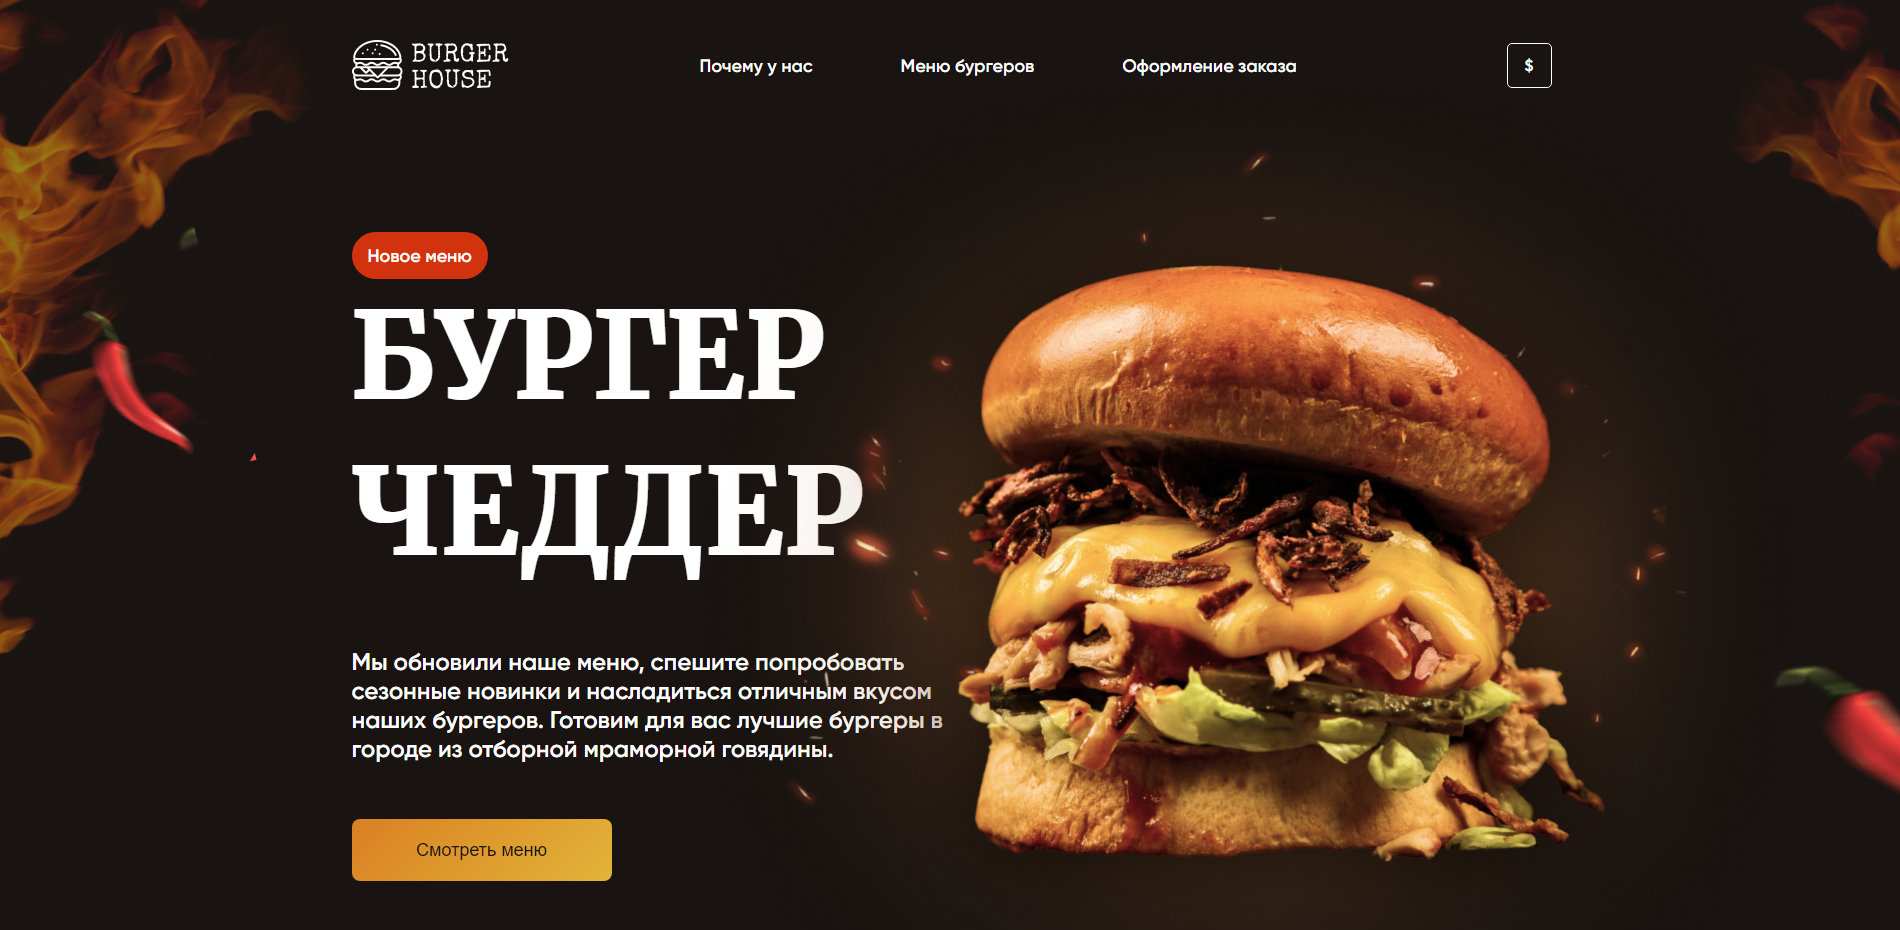 BURGER
HOUSE
Почему у нас
Меню бургеров
Оформление заказа
$
Новое меню
БУРГЕР
ЧЕДДЕР
Мы обновили наше меню, спешите попробовать
сезонные новинки и насладиться отличным вкусом
наших бургеров. Готовим для вас лучшие бургеры в
городе из отборной мраморной говядины.
Смотреть меню